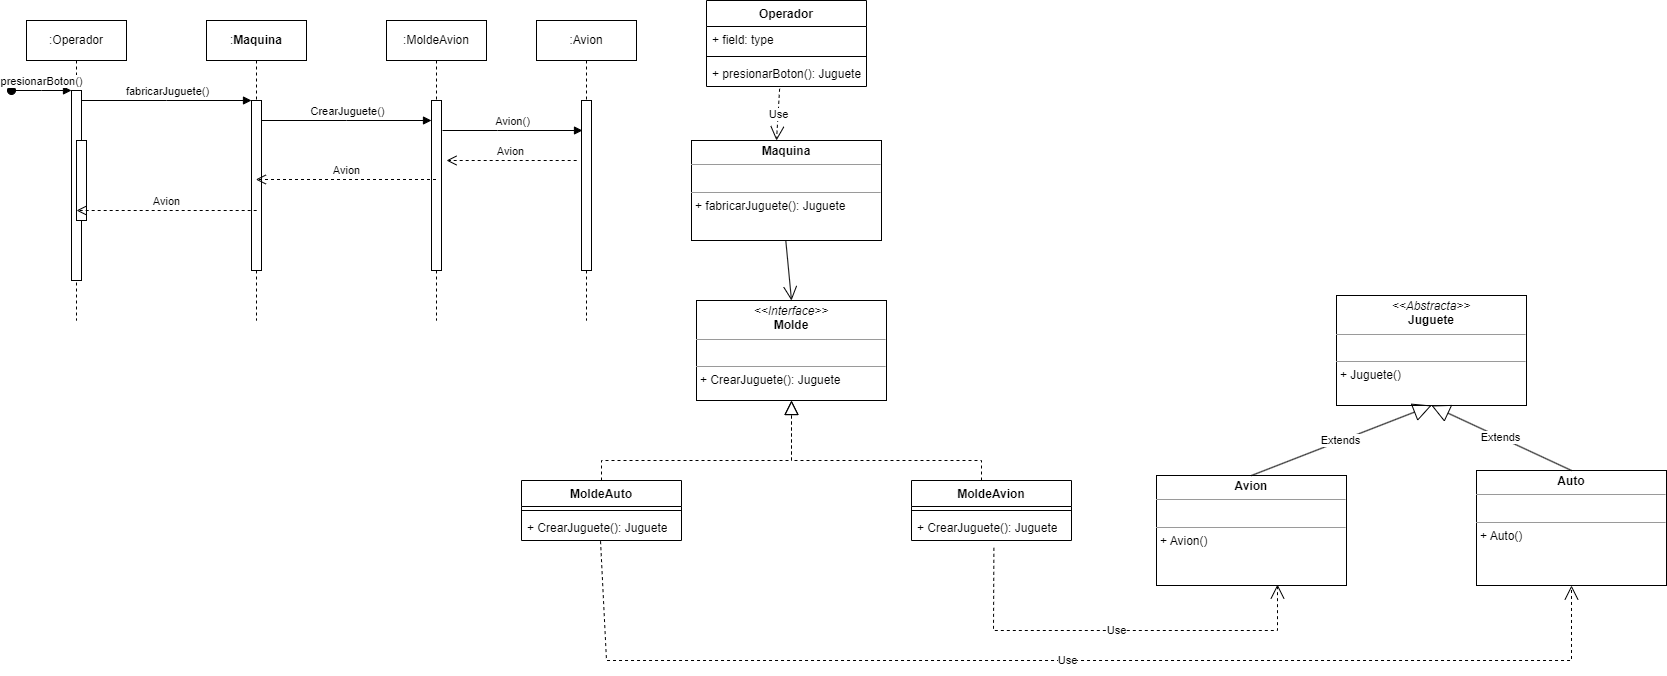 :Operador
:Maquina
:MoldeAvion
:Avion
presionarBoton()
fabricarJuguete()
CrearJuguete()
Avion()
Avion
Avion
Avion
Operador
+ field: type
+ presionarBoton(): Juguete
Use
Maquina
+ fabricarJuguete(): Juguete
<<Interface>>
Molde
+ CrearJuguete(): Juguete
<<Abstracta>>
Juguete
+ Juguete()
Extends
Extends
MoldeAuto
+ CrearJuguete(): Juguete
MoldeAvion
+ CrearJuguete(): Juguete
Avion
+ Avion()
Auto
+ Auto()
Use
Use